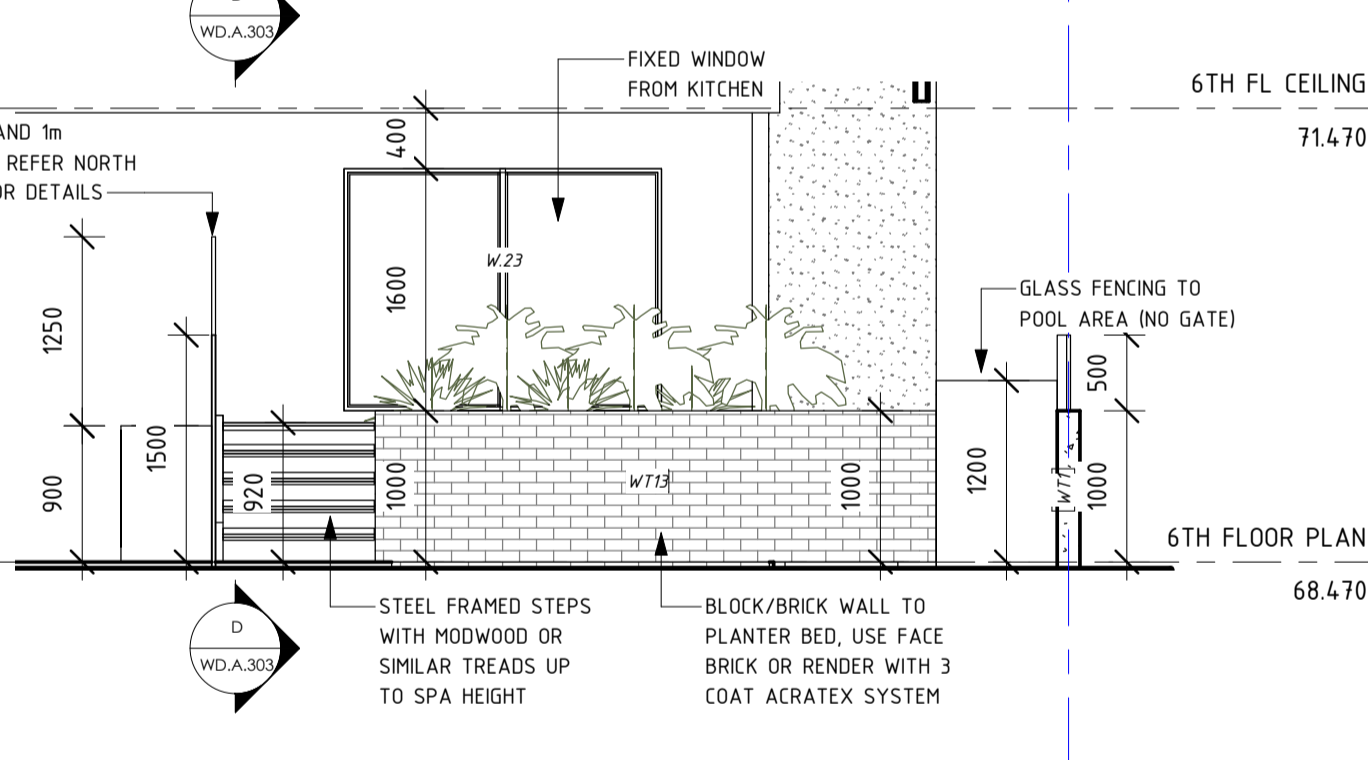 WD.A.303
FIXED WINDOW
FROM KITCHEN
6TH FL CEILING
71.470
AND 1m
REFER NORTH
OR DETAILS
400
W.23
1600
1250
GLASS FENCING TO
POOL AREA (NO GATE)
500
1500
900
920
1000
WT13
1000
1200
WT1
1000
6TH FLOOR PLAN
68.470
D
WD.A.303
STEEL FRAMED STEPS
WITH MODWOOD OR
SIMILAR TREADS UP
TO SPA HEIGHT
BLOCK/BRICK WALL TO
PLANTER BED, USE FACE
BRICK OR RENDER WITH 3
COAT ACRATEX SYSTEM